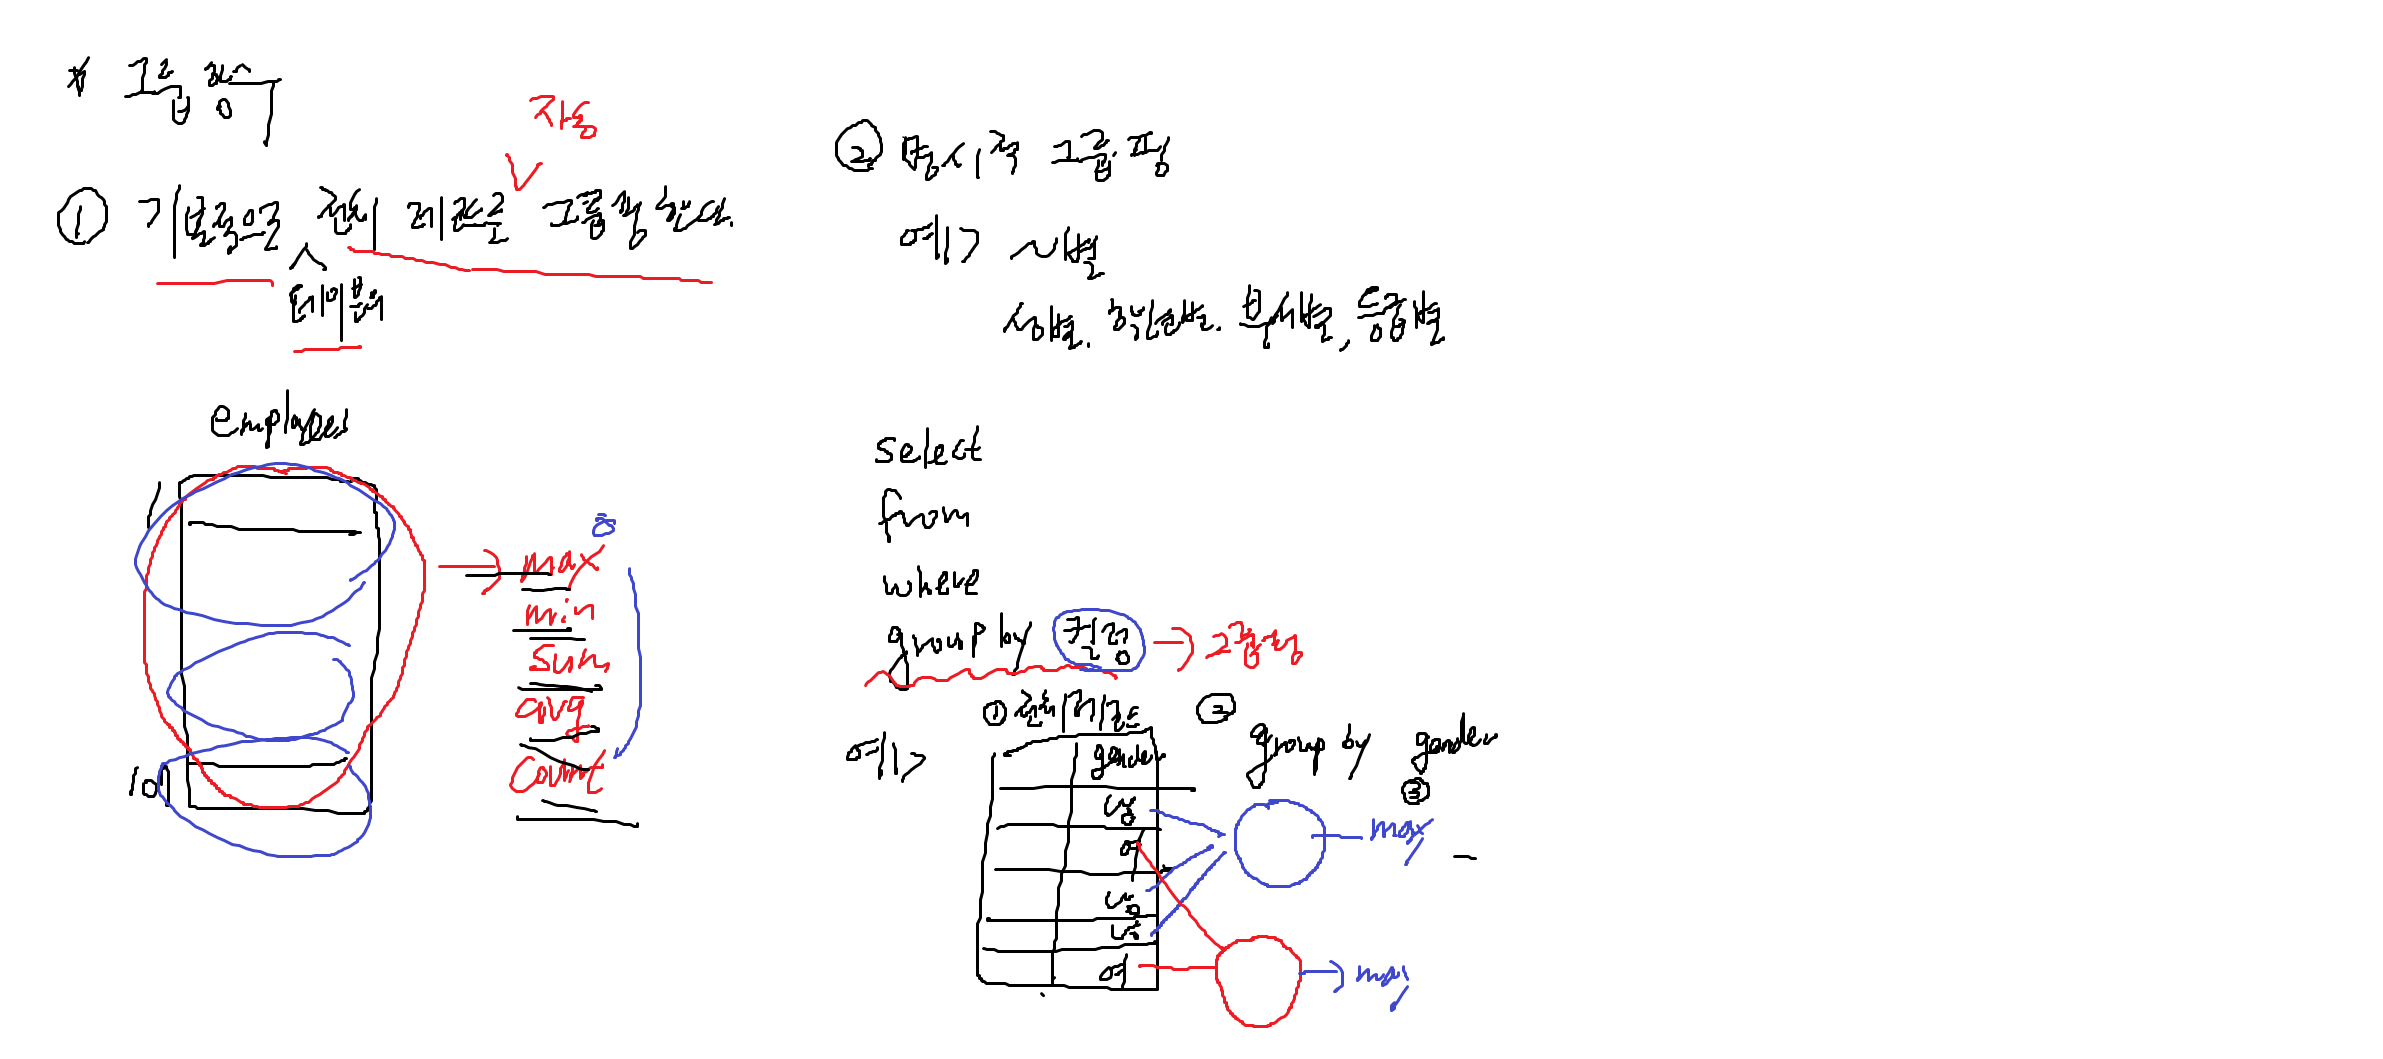 * 그룹 함수
자동
① 기본적으로 전체 레코드를 그룹핑 한다.
테이블의
employees
107
max
min
sum
avg
count
② 명시적 그룹핑
예>
성별, 학년별, 부서별, 등급별
select
from
where
group by 컬럼 → 그룹핑
① 전체 레코드
②
예>
group by gender
③
gender
남
여
남
남
여
max
max